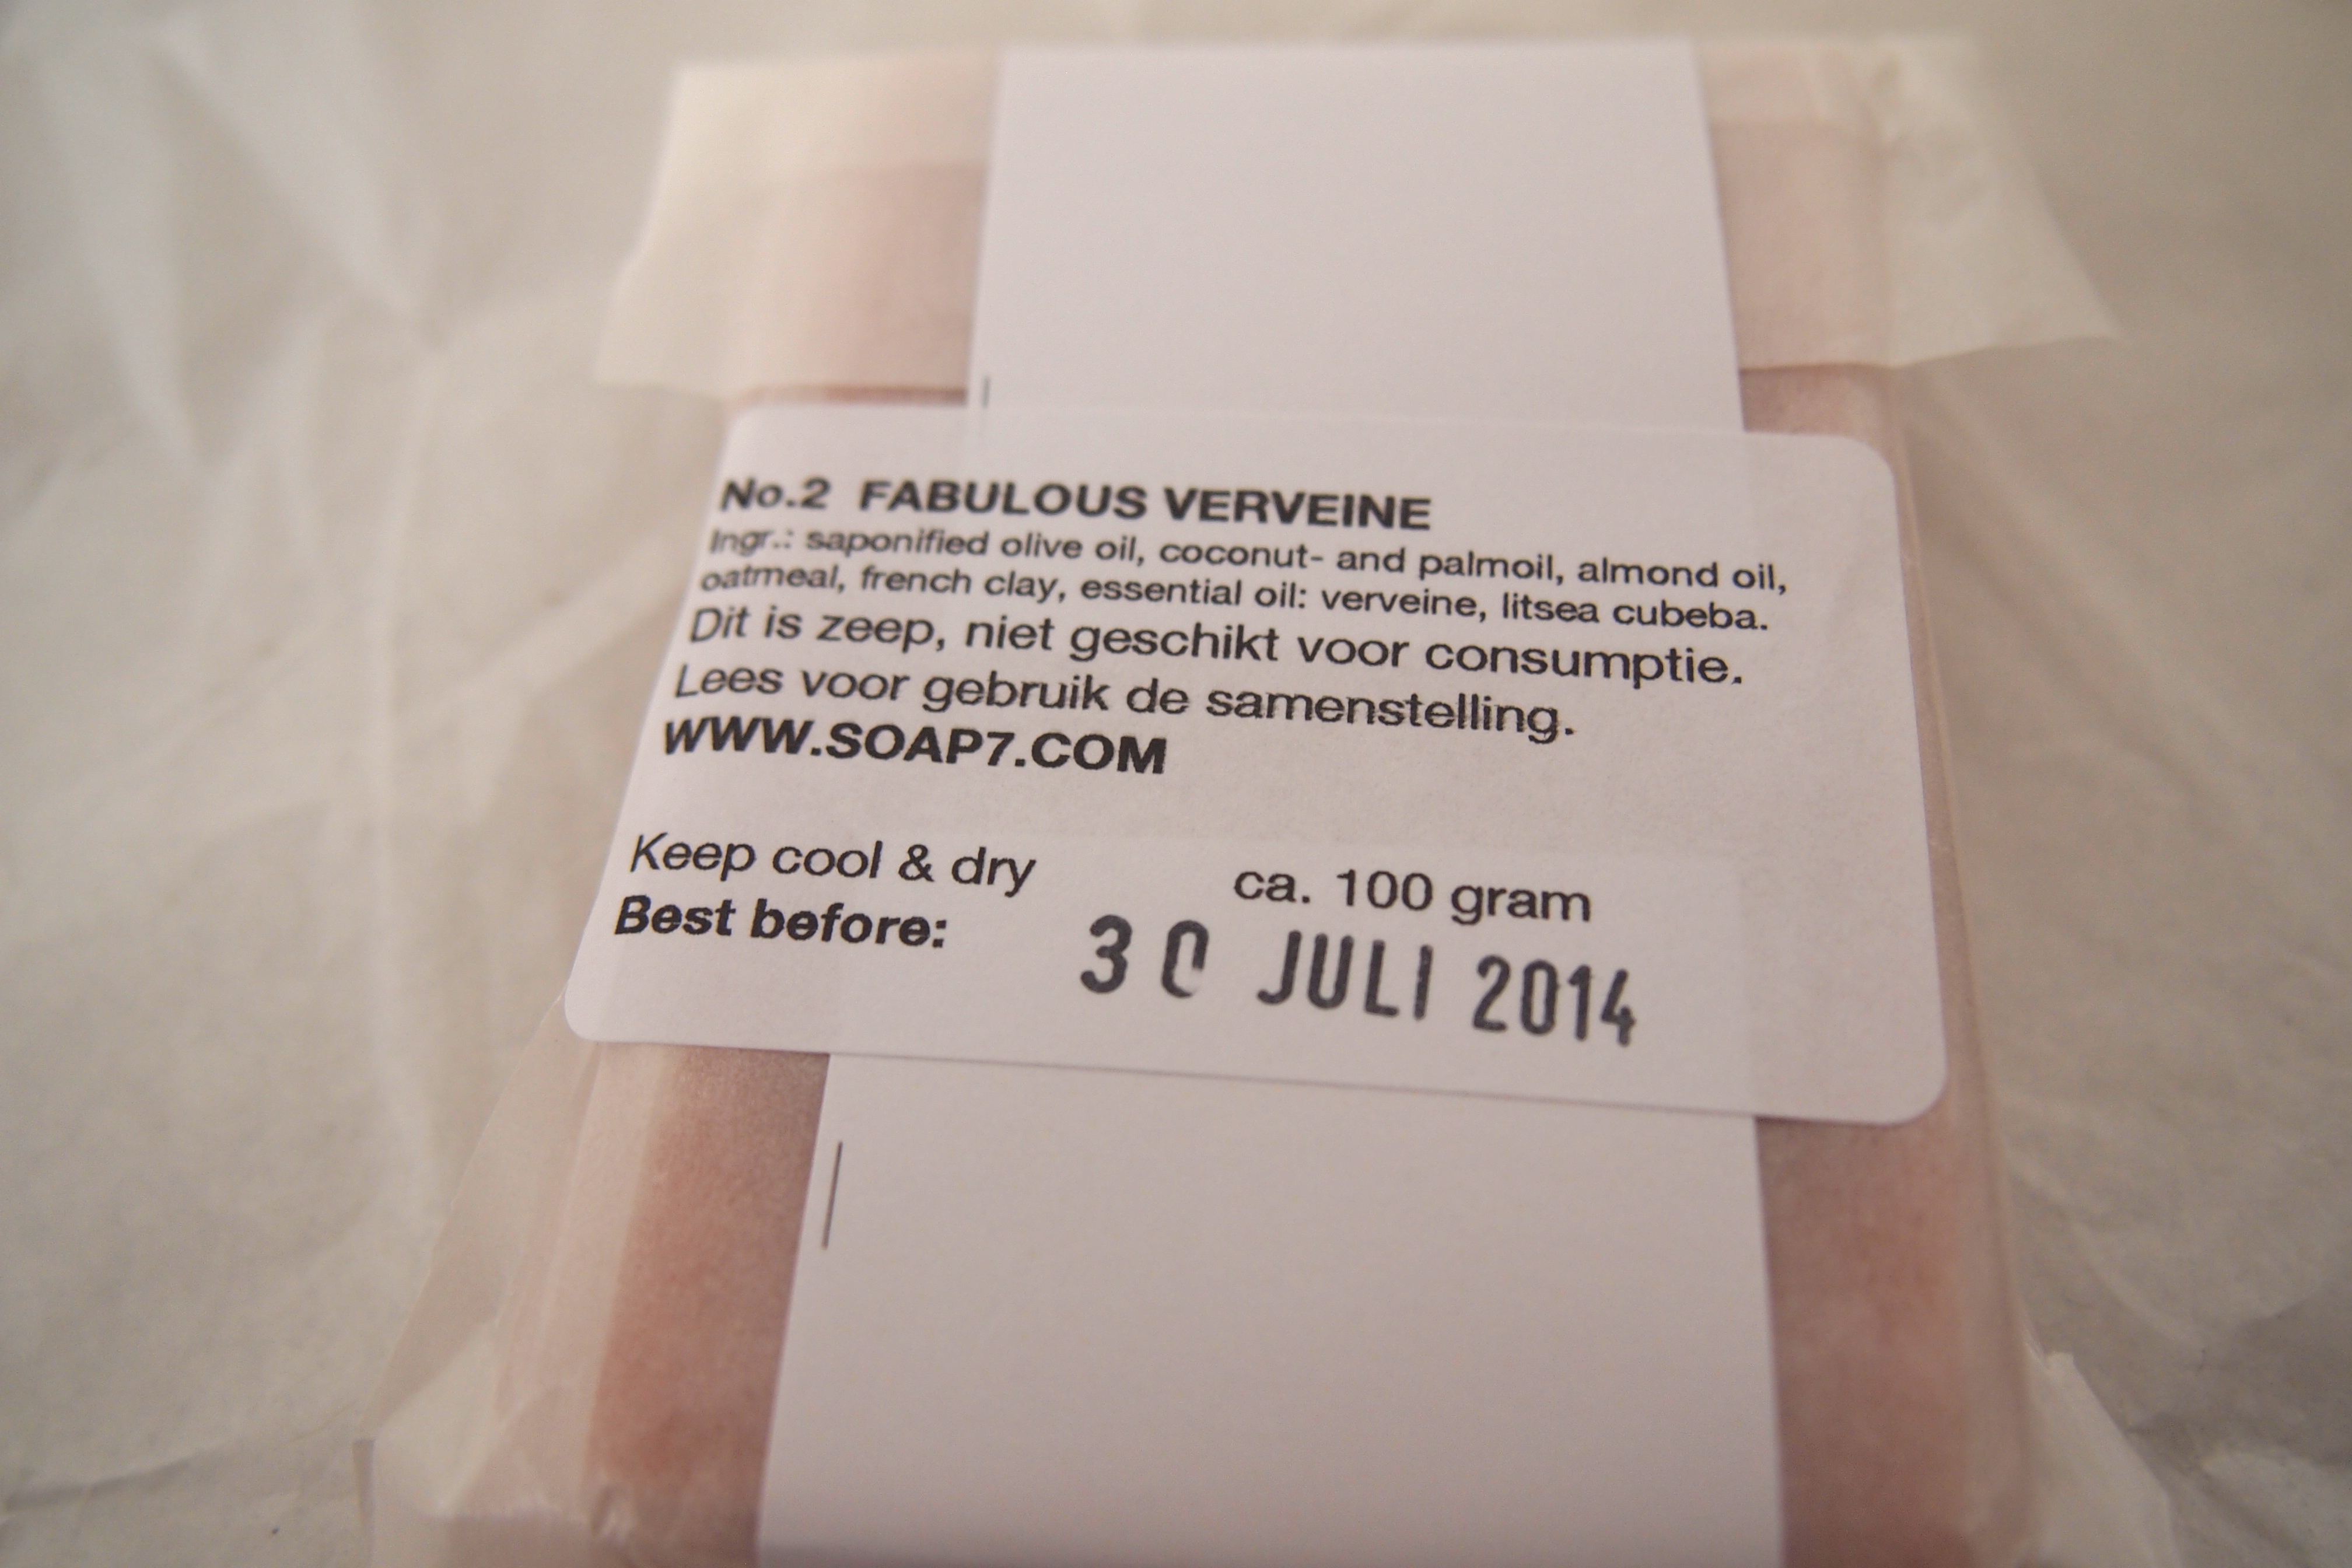 No.2 FABULOUS VERVEINE
Ingr.: saponified olive oil, coconut- and palmoil, almond oil,
oatmeal, french clay, essential oil: verveine, litsea cubeba.
Dit is zeep, niet geschikt voor consumptie.
Lees voor gebruik de samenstelling.
WWW.SOAP7.COM
Keep cool & dry
ca. 100 gram
Best before:
30 JULI 2014